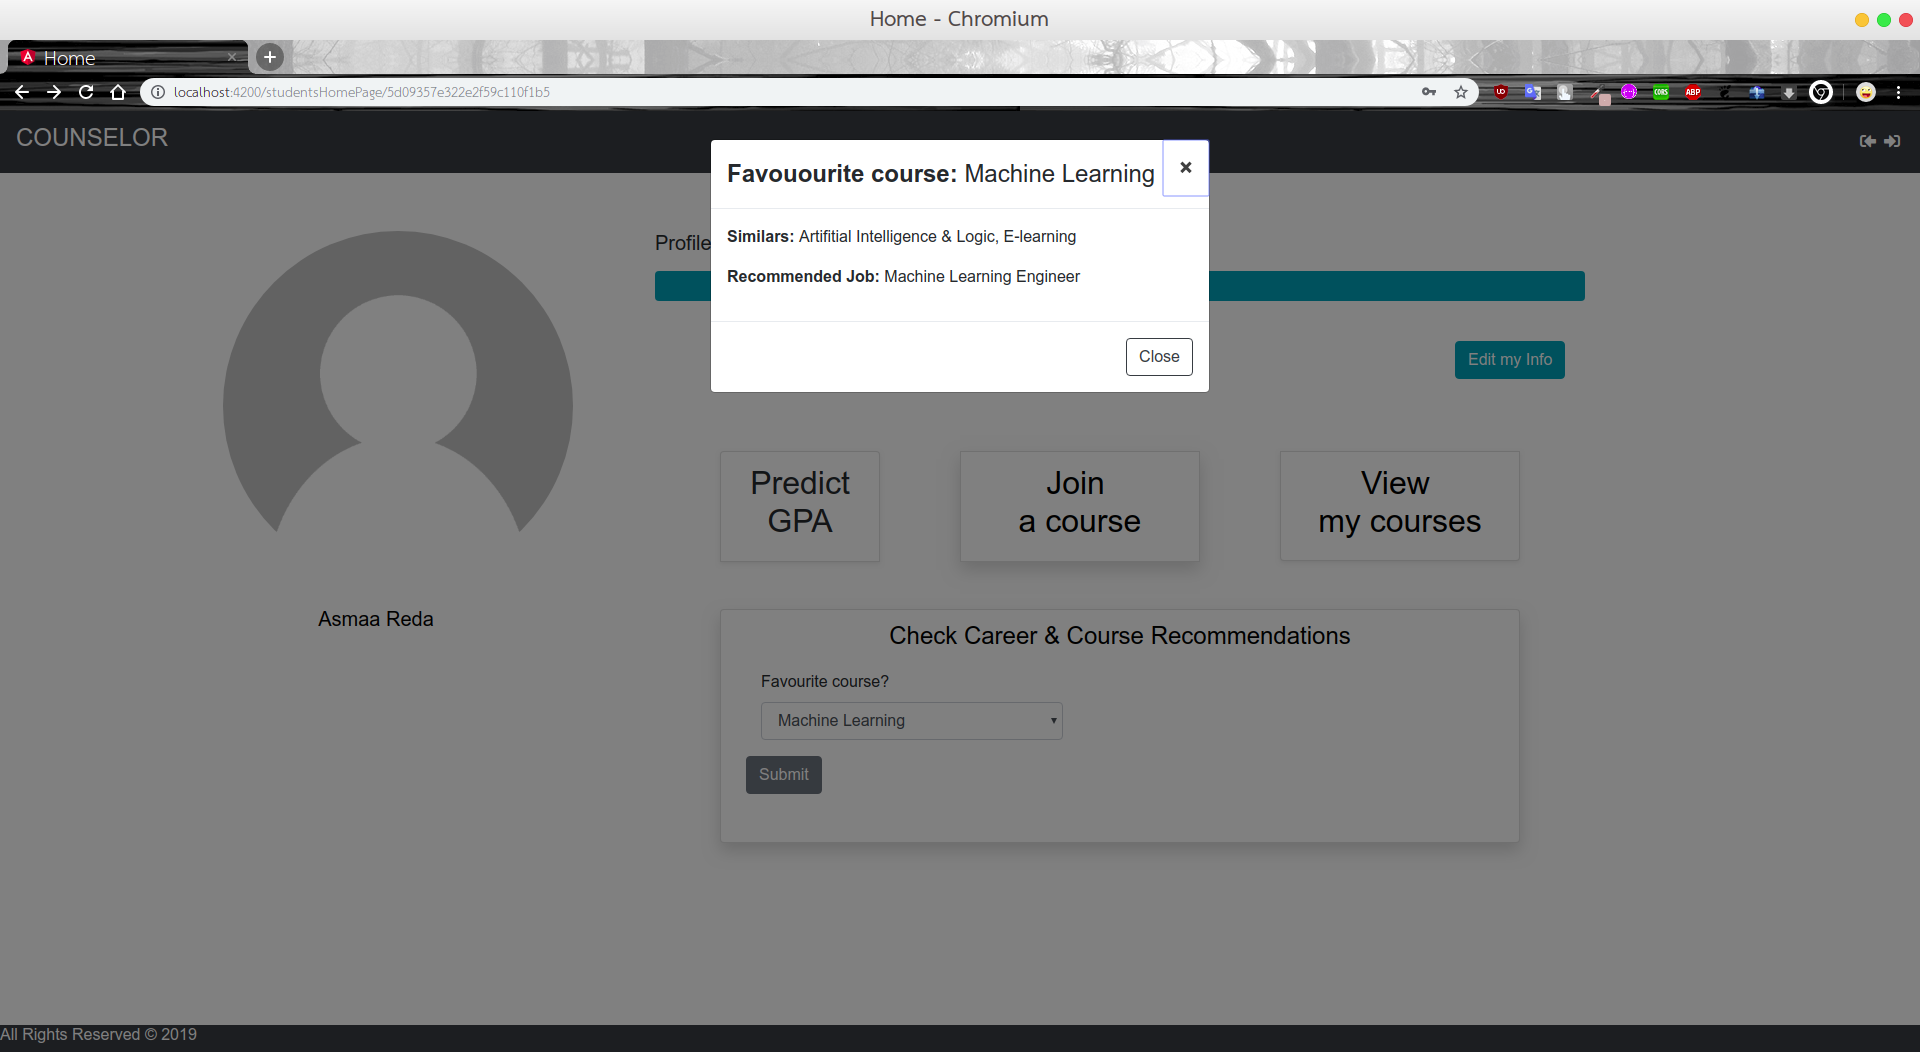 Home - Chromium
Home
localhost:4200/studentsHomePage/5d09357e322e2f59c110f1b5
COUNSELOR
Favououurite course: Machine Learning
×
Similars: Artifitial Intelligence & Logic, E-learning
Recommended Job: Machine Learning Engineer
Close
Profile
Edit my Info
Predict
GPA
Join
a course
View
my courses
Asmaa Reda
Check Career & Course Recommendations
Favourite course?
Machine Learning
Submit
All Rights Reserved © 2019